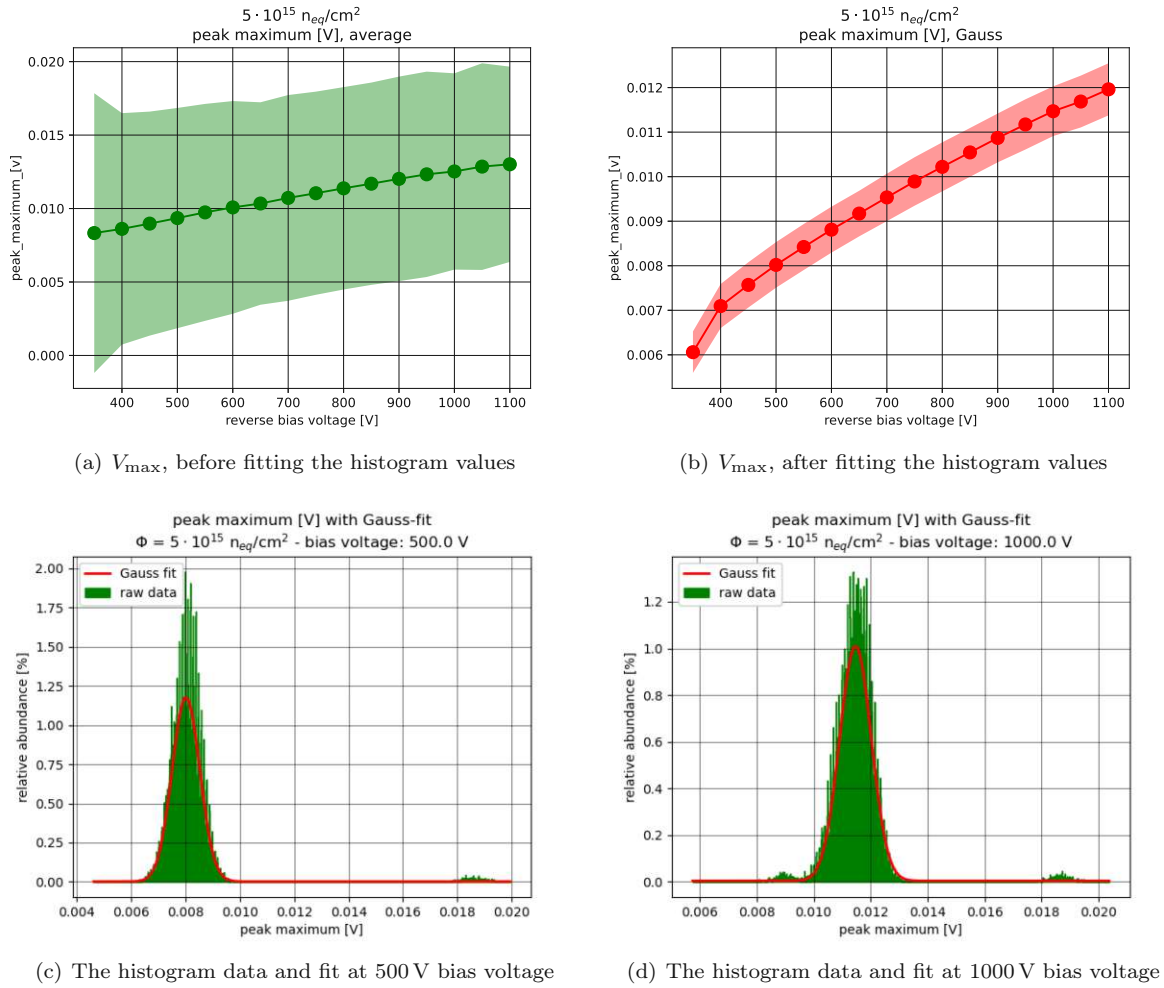 5 · 10¹⁵ n_eq/cm²
peak maximum [V], average
peak_maximum_[v]
0.020
0.015
0.010
0.005
0.000
400 500 600 700 800 900 1000 1100
reverse bias voltage [V]
(a) V_max, before fitting the histogram values
5 · 10¹⁵ n_eq/cm²
peak maximum [V], Gauss
peak_maximum_[v]
0.012
0.011
0.010
0.009
0.008
0.007
0.006
400 500 600 700 800 900 1000 1100
reverse bias voltage [V]
(b) V_max, after fitting the histogram values
peak maximum [V] with Gauss-fit
Φ = 5 · 10¹⁵ n_eq/cm² - bias voltage: 500.0 V
Gauss fit
raw data
relative abundance [%]
2.00
1.75
1.50
1.25
1.00
0.75
0.50
0.25
0.00
0.004 0.006 0.008 0.010 0.012 0.014 0.016 0.018 0.020
peak maximum [V]
(c) The histogram data and fit at 500 V bias voltage
peak maximum [V] with Gauss-fit
Φ = 5 · 10¹⁵ n_eq/cm² - bias voltage: 1000.0 V
Gauss fit
raw data
relative abundance [%]
1.2
1.0
0.8
0.6
0.4
0.2
0.0
0.006 0.008 0.010 0.012 0.014 0.016 0.018 0.020
peak maximum [V]
(d) The histogram data and fit at 1000 V bias voltage